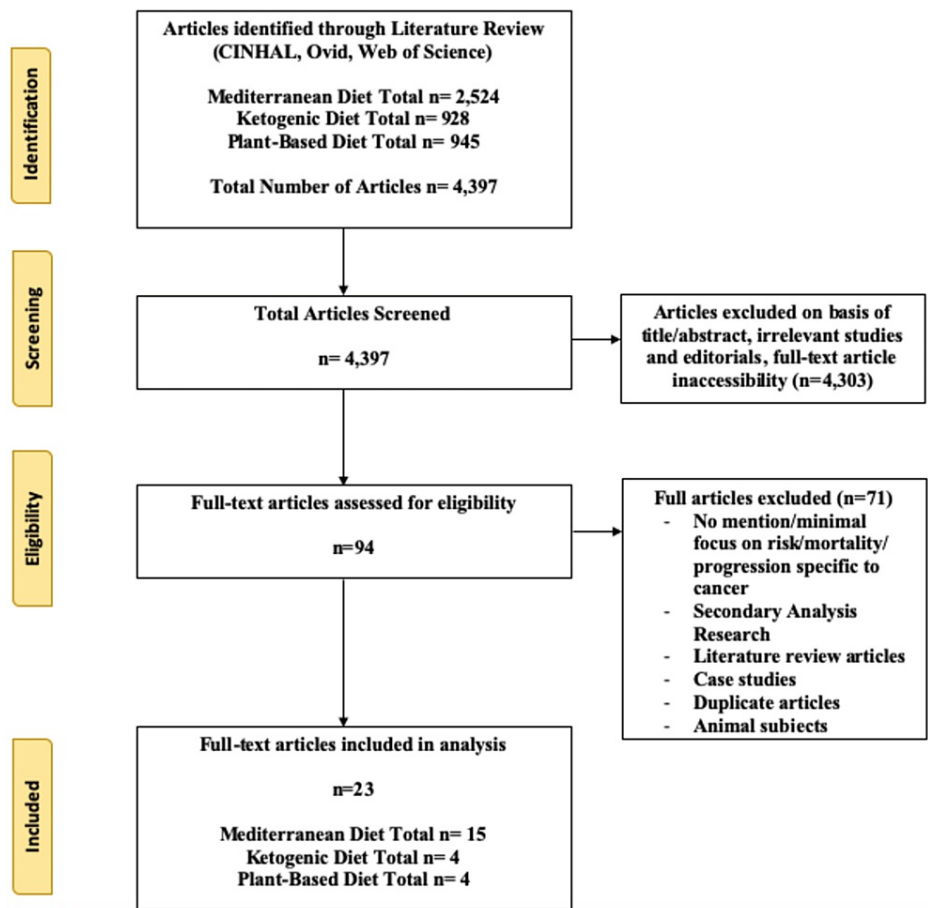 Identification
Articles identified through Literature Review
(CINHAL, Ovid, Web of Science)
Mediterranean Diet Total n= 2,524
Ketogenic Diet Total n= 928
Plant-Based Diet Total n= 945
Total Number of Articles n= 4,397
Screening
Total Articles Screened
n= 4,397
Articles excluded on basis of
title/abstract, irrelevant studies
and editorials, full-text article
inaccessibility (n=4,303)
Eligibility
Full-text articles assessed for eligibility
n=94
Full articles excluded (n=71)
- No mention/minimal
focus on risk/mortality/
progression specific to
cancer
- Secondary Analysis
Research
- Literature review articles
- Case studies
- Duplicate articles
- Animal subjects
Included
Full-text articles included in analysis
n=23
Mediterranean Diet Total n= 15
Ketogenic Diet Total n= 4
Plant-Based Diet Total n= 4